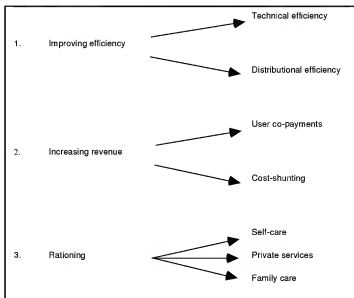 Technical efficiency
1. Improving efficiency
Distributional efficiency
User co-payments
2. Increasing revenue
Cost-shunting
Self-care
3. Rationing
Private services
Family care